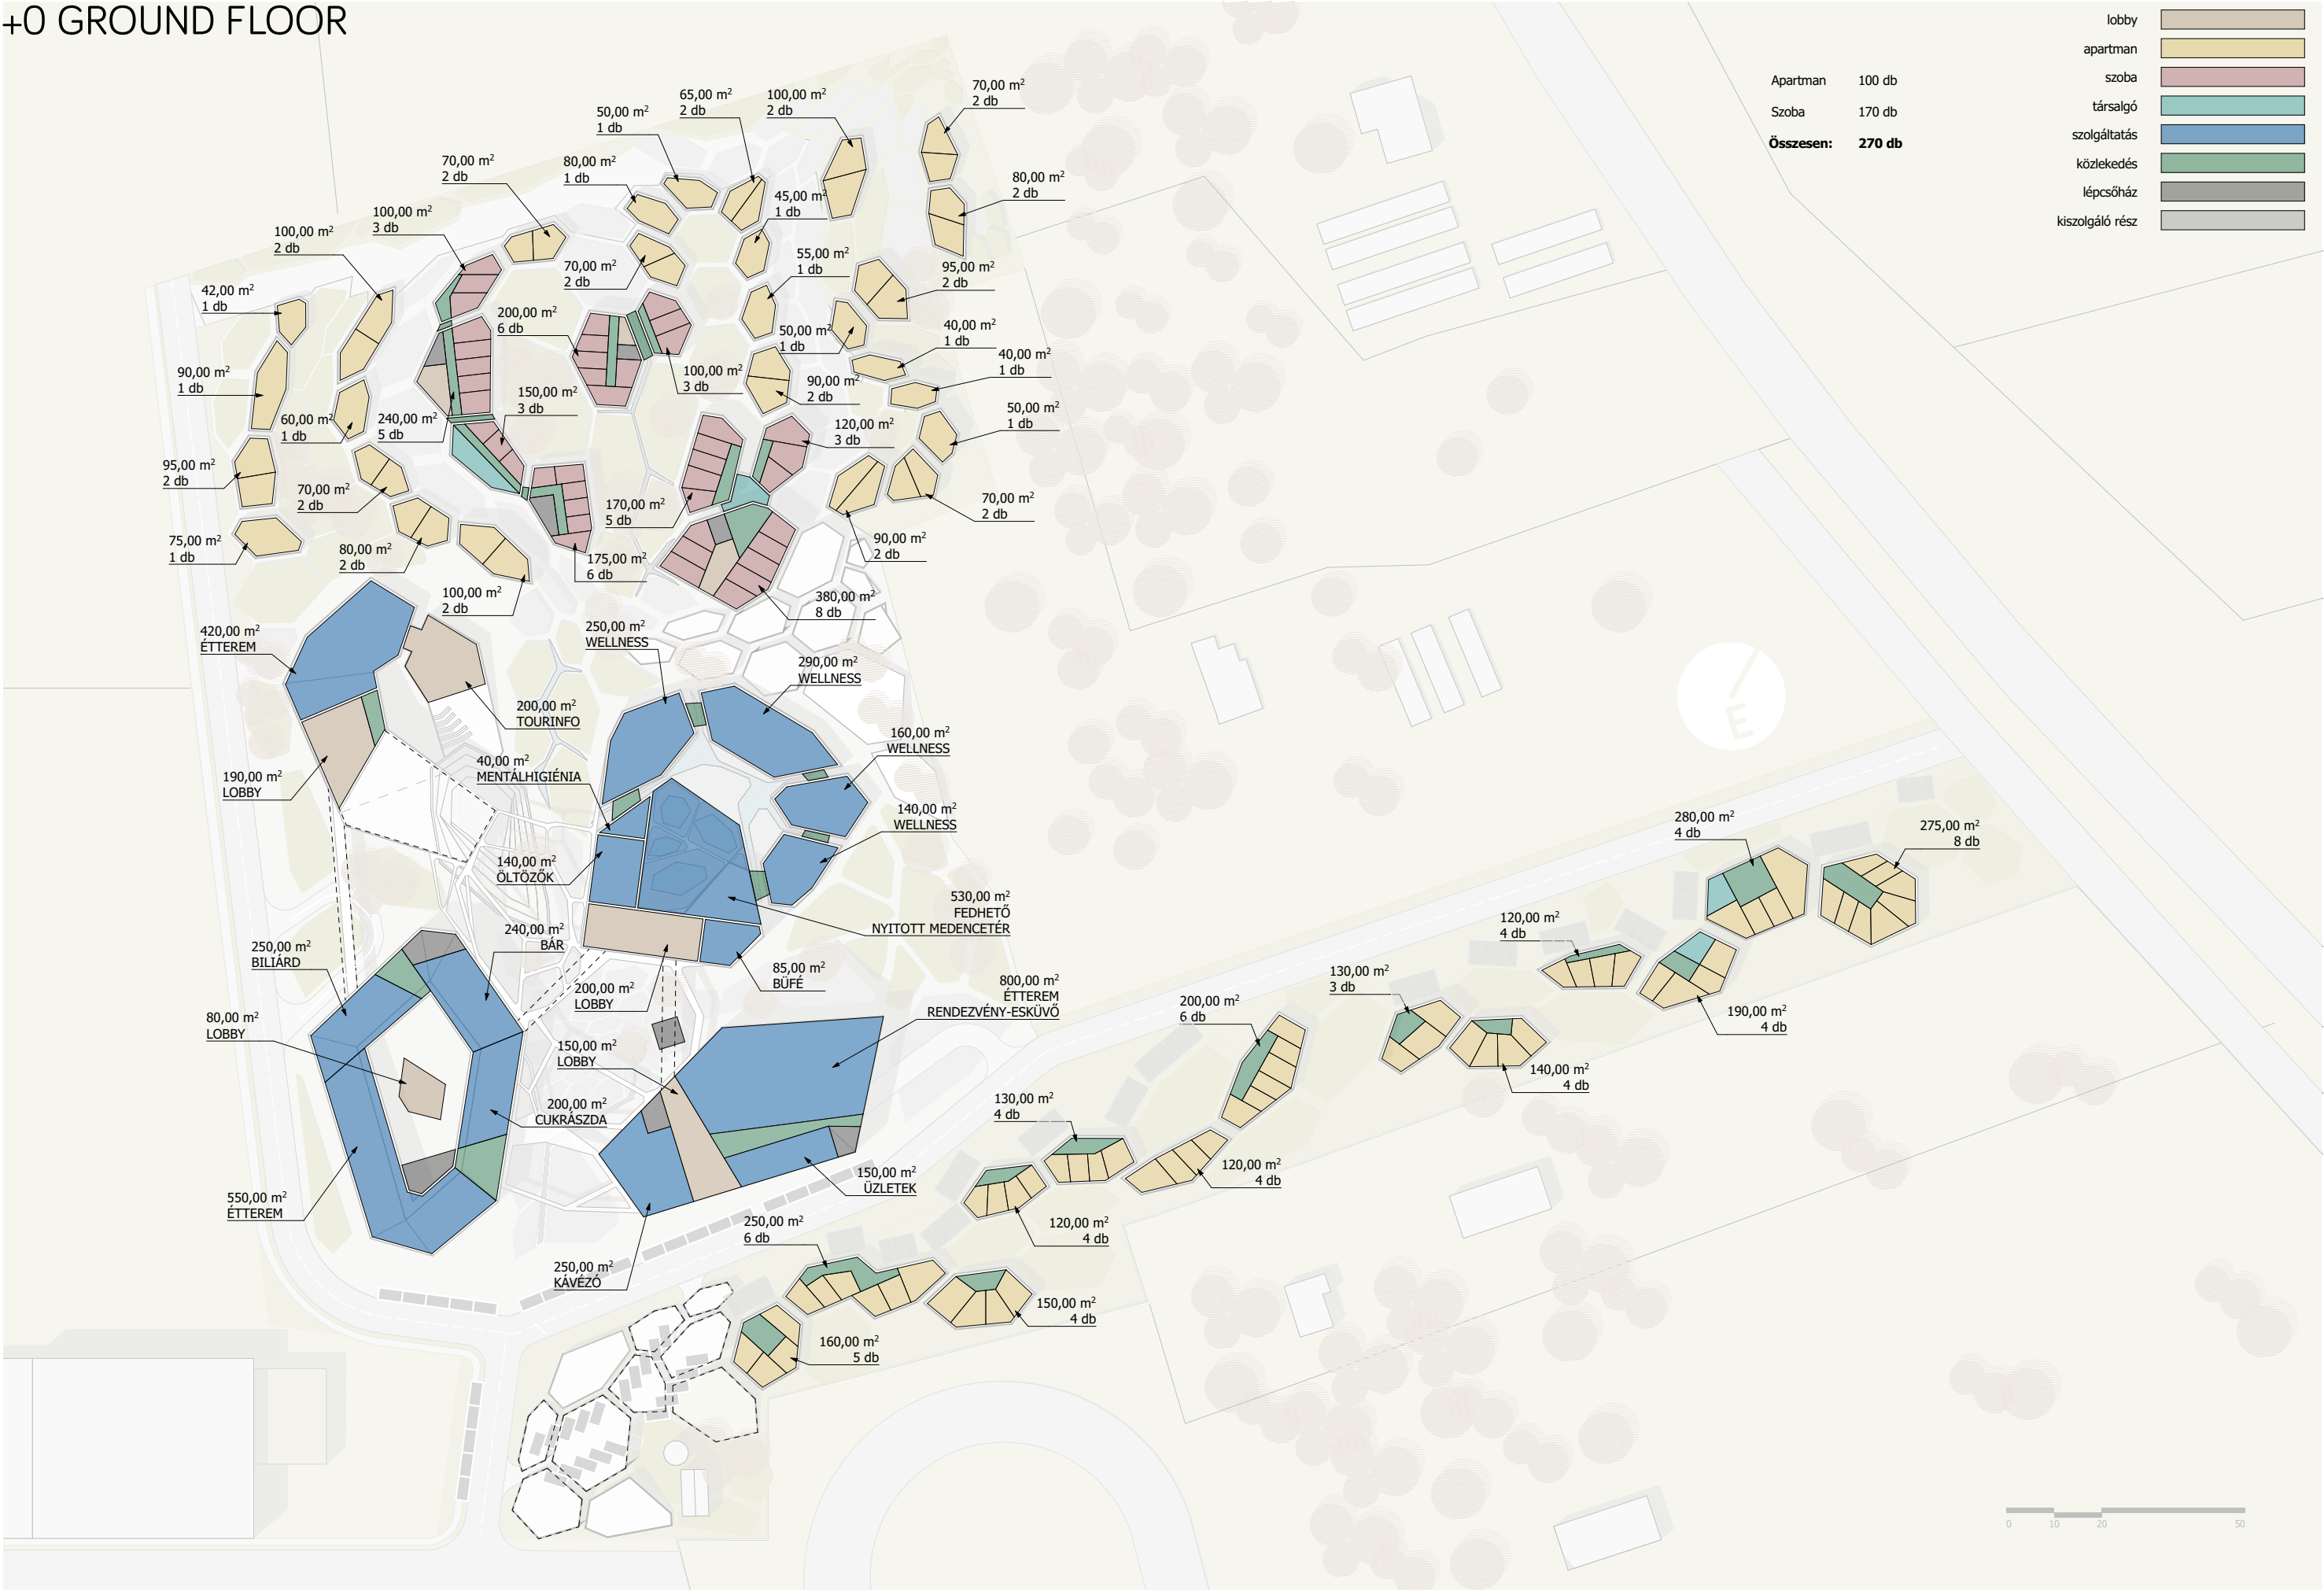 +0 GROUND FLOOR
lobby
apartman
szoba
társalgó
szolgáltatás
közlekedés
lépcsőház
kiszolgáló rész
Apartman 100 db
Szoba 170 db
Összesen: 270 db
70,00 m²
2 db
100,00 m²
2 db
65,00 m²
2 db
50,00 m²
1 db
80,00 m²
1 db
70,00 m²
2 db
80,00 m²
2 db
45,00 m²
1 db
100,00 m²
3 db
100,00 m²
2 db
55,00 m²
1 db
70,00 m²
2 db
95,00 m²
2 db
42,00 m²
1 db
200,00 m²
6 db
50,00 m²
1 db
40,00 m²
1 db
40,00 m²
1 db
90,00 m²
1 db
100,00 m²
3 db
90,00 m²
2 db
150,00 m²
3 db
60,00 m²
1 db
240,00 m²
5 db
120,00 m²
3 db
50,00 m²
1 db
95,00 m²
2 db
70,00 m²
2 db
170,00 m²
5 db
70,00 m²
2 db
75,00 m²
1 db
80,00 m²
2 db
175,00 m²
6 db
90,00 m²
2 db
100,00 m²
2 db
380,00 m²
8 db
420,00 m²
ÉTTEREM
250,00 m²
WELLNESS
290,00 m²
WELLNESS
200,00 m²
TOURINFO
160,00 m²
WELLNESS
190,00 m²
LOBBY
40,00 m²
MENTÁLHIGIÉNIA
140,00 m²
WELLNESS
140,00 m²
ÖLTÖZŐK
530,00 m²
FEDHETŐ
NYITOTT MEDENCETÉR
240,00 m²
BÁR
250,00 m²
BILIÁRD
85,00 m²
BÜFÉ
200,00 m²
LOBBY
800,00 m²
ÉTTEREM
RENDEZVÉNY-ESKÜVŐ
80,00 m²
LOBBY
150,00 m²
LOBBY
200,00 m²
CUKRÁSZDA
150,00 m²
ÜZLETEK
550,00 m²
ÉTTEREM
250,00 m²
KÁVÉZÓ
280,00 m²
4 db
275,00 m²
8 db
120,00 m²
4 db
190,00 m²
4 db
130,00 m²
3 db
200,00 m²
6 db
140,00 m²
4 db
130,00 m²
4 db
120,00 m²
4 db
120,00 m²
4 db
250,00 m²
6 db
150,00 m²
4 db
160,00 m²
5 db
E
0 10 20 50